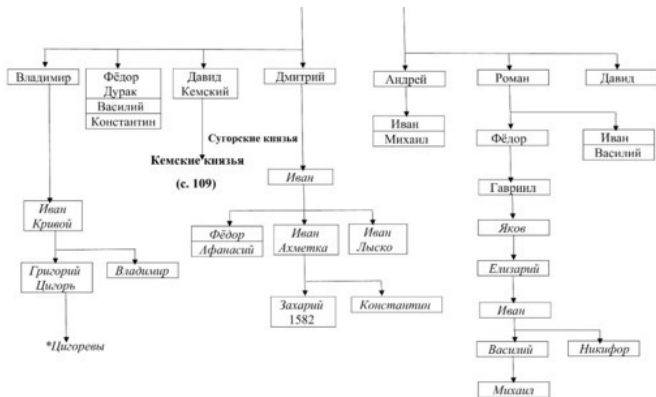 Владимир
Фёдор
Дурак
Василий
Константин
Давид
Кемский
Дмитрий
Андрей
Роман
Давид
Иван
Михаил
Фёдор
Иван
Василий
Сугорские князья
Кемские князья
(с. 109)
Иван
Гавриил
Иван
Кривой
Фёдор
Афанасий
Иван
Ахметка
Иван
Лыско
Яков
Григорий
Цигорь
Владимир
Елизарий
Захарий
1582
Константин
Иван
*Цигоревы
Василий
Никифор
Михаил